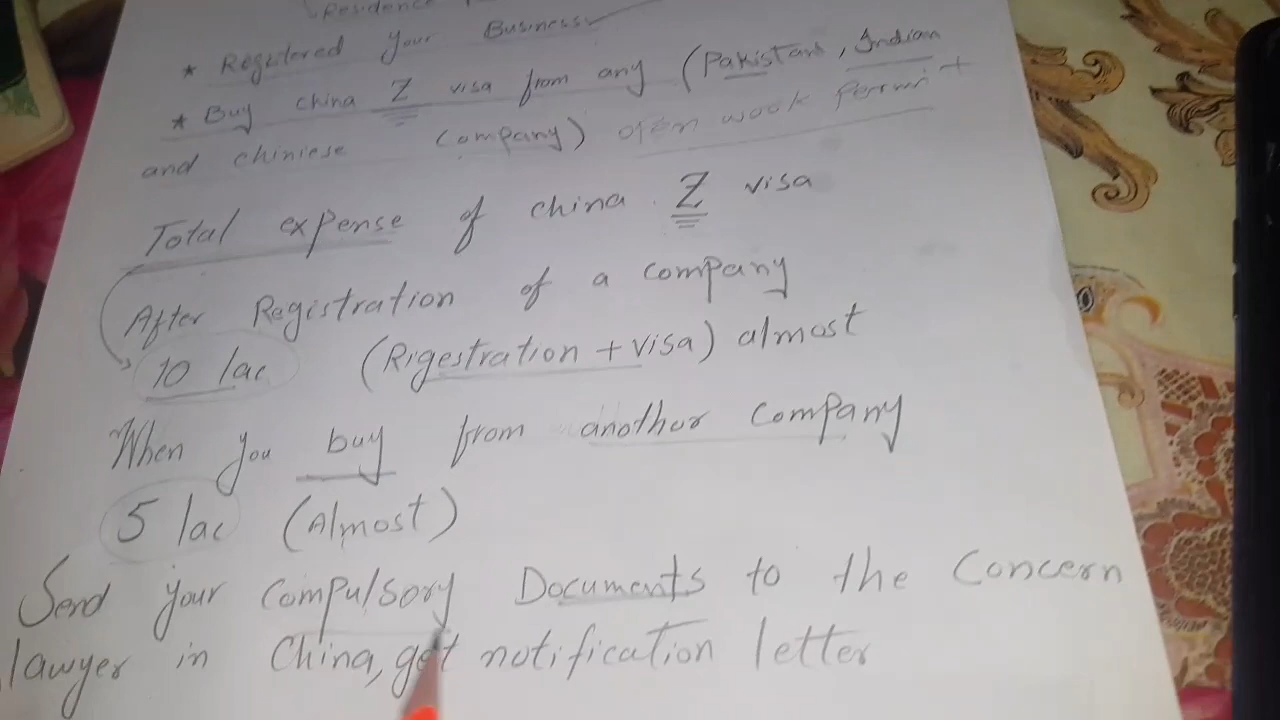 Residence
* Registered your Business
* Buy china Z visa from any (Pakistani, Indian
and chiniese company) open work permit
Total expense of china Z visa
After Registration of a company
10 lac (Rigestration + visa) almost
When you buy from another company
5 lac (Almost)
Send your Compulsory Documents to the Concern
lawyer in China, get notification letter